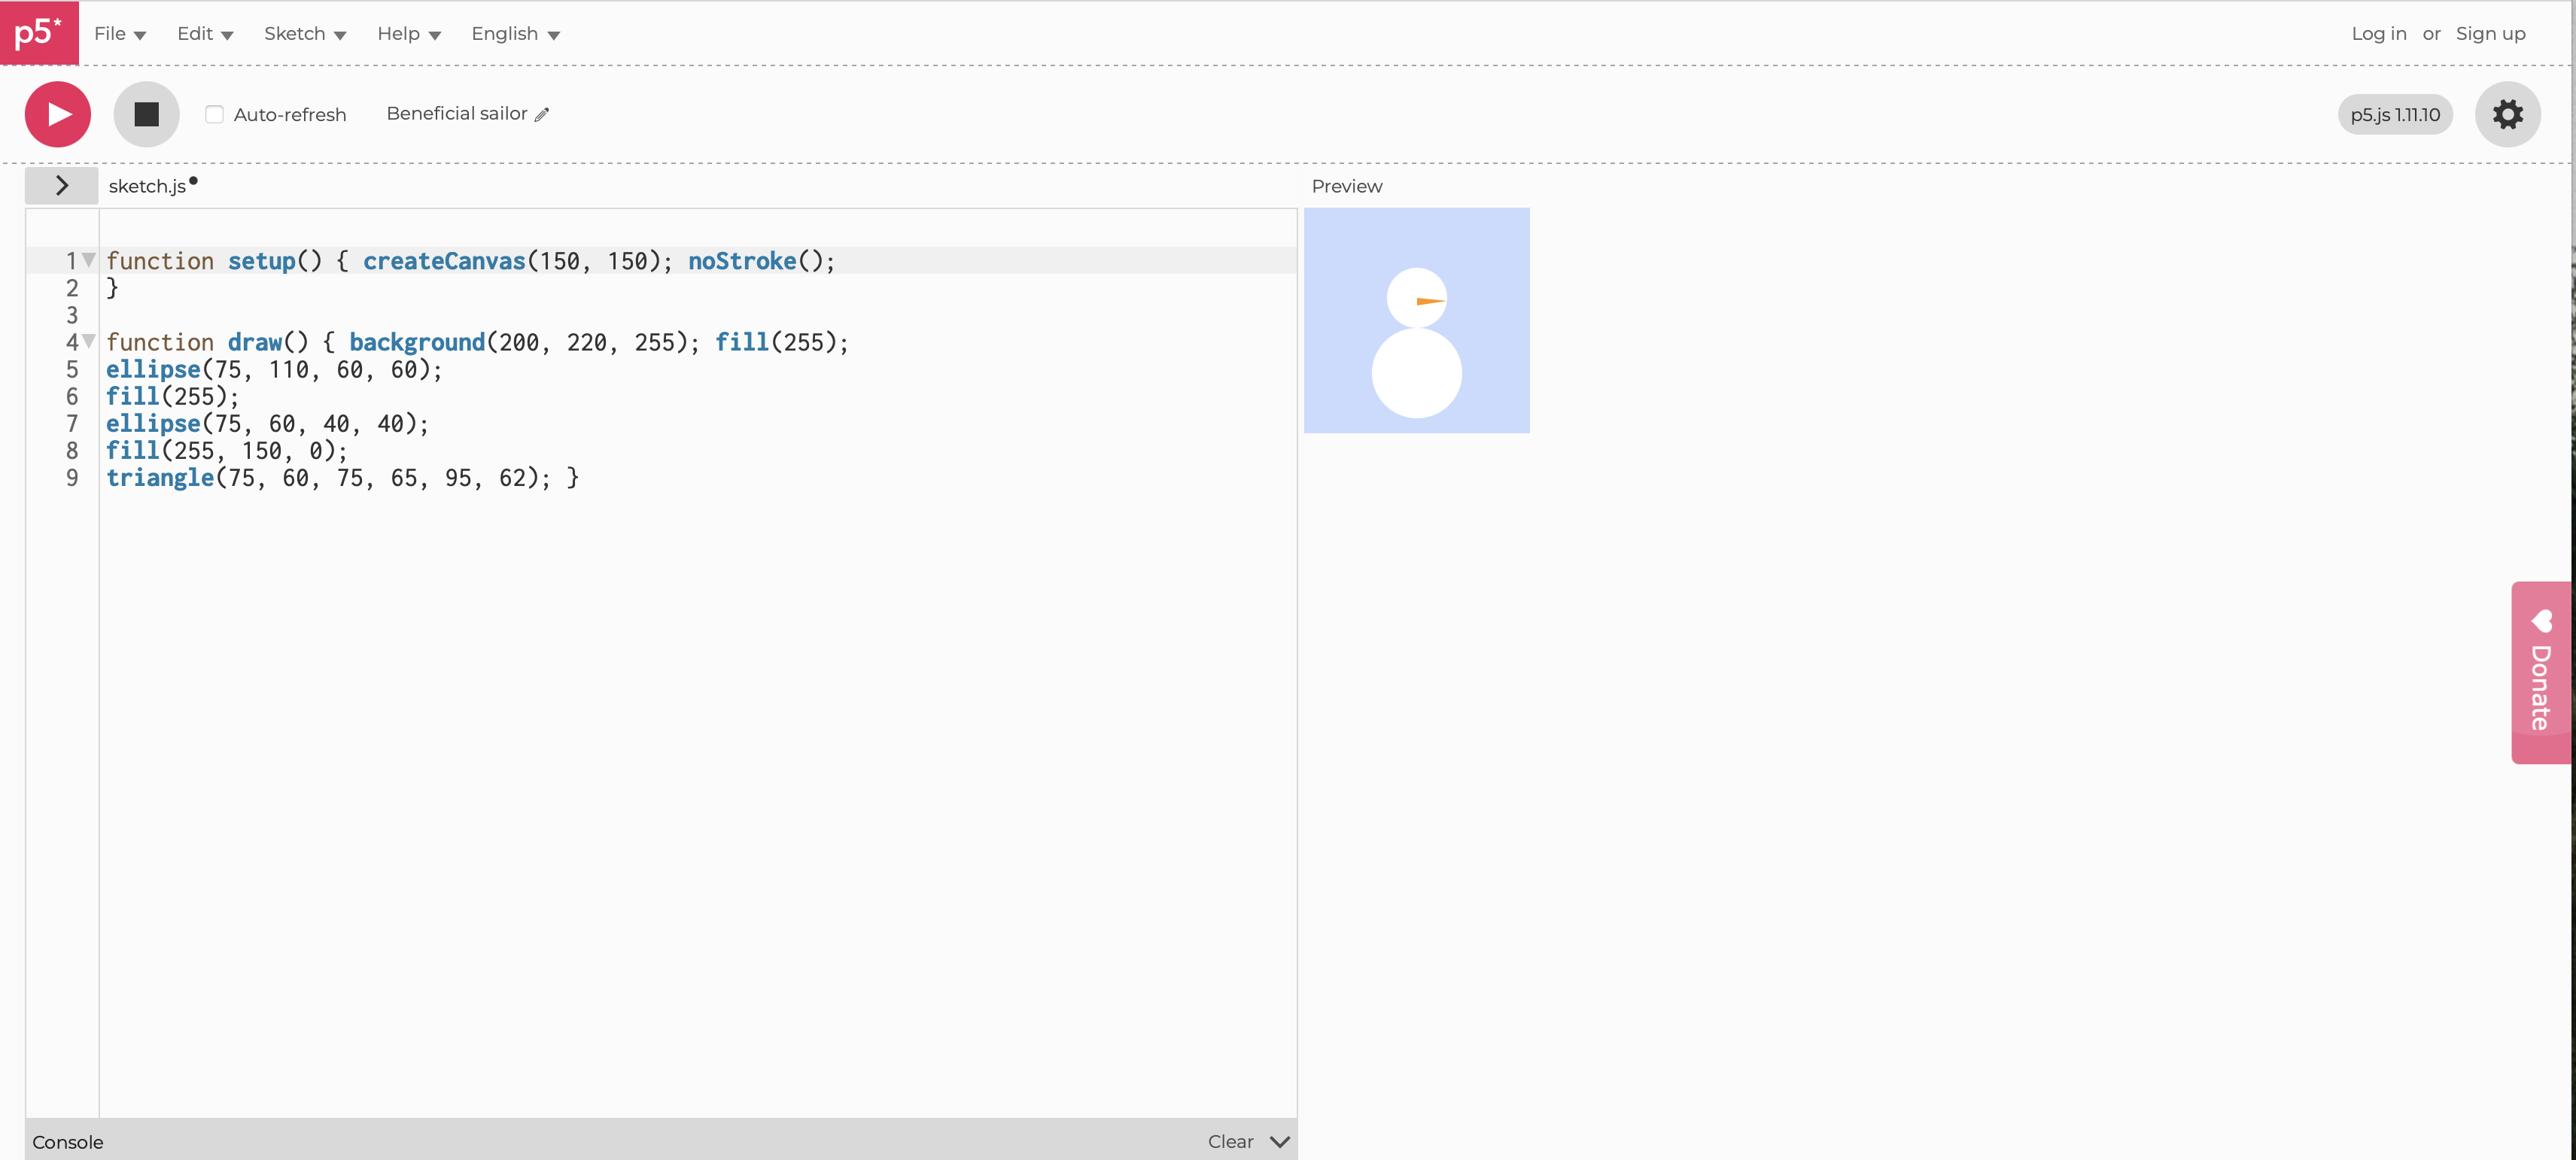 p5* File Edit Sketch Help English Log in or Sign up
Auto-refresh Beneficial sailor p5.js 1.11.10
sketch.js Preview
1 function setup() { createCanvas(150, 150); noStroke();
2 }
3
4 function draw() { background(200, 220, 255); fill(255);
5 ellipse(75, 110, 60, 60);
6 fill(255);
7 ellipse(75, 60, 40, 40);
8 fill(255, 150, 0);
9 triangle(75, 60, 75, 65, 95, 62); }
Donate
Console Clear